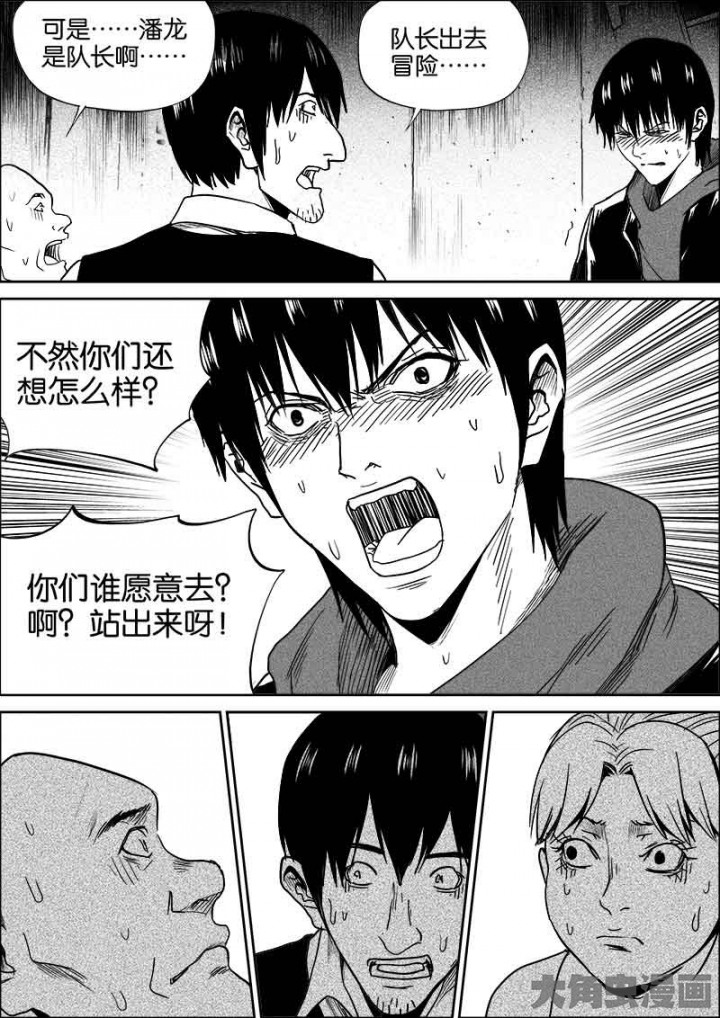 可是……潘龙
是队长啊……
队长出去
冒险……
不然你们还
想怎么样?
你们谁愿意去?
啊? 站出来呀!
大角虫漫画